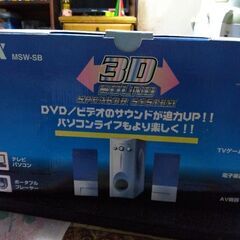 X
MSW-SB
3D
SOUND
SPEAKER SYSTEM
DVD/ビデオのサウンドが迫力UP!!
パソコンライフもより楽しく!!
テレビ
パソコン
ポータブル
プレーヤー
TVゲーム
AV機器